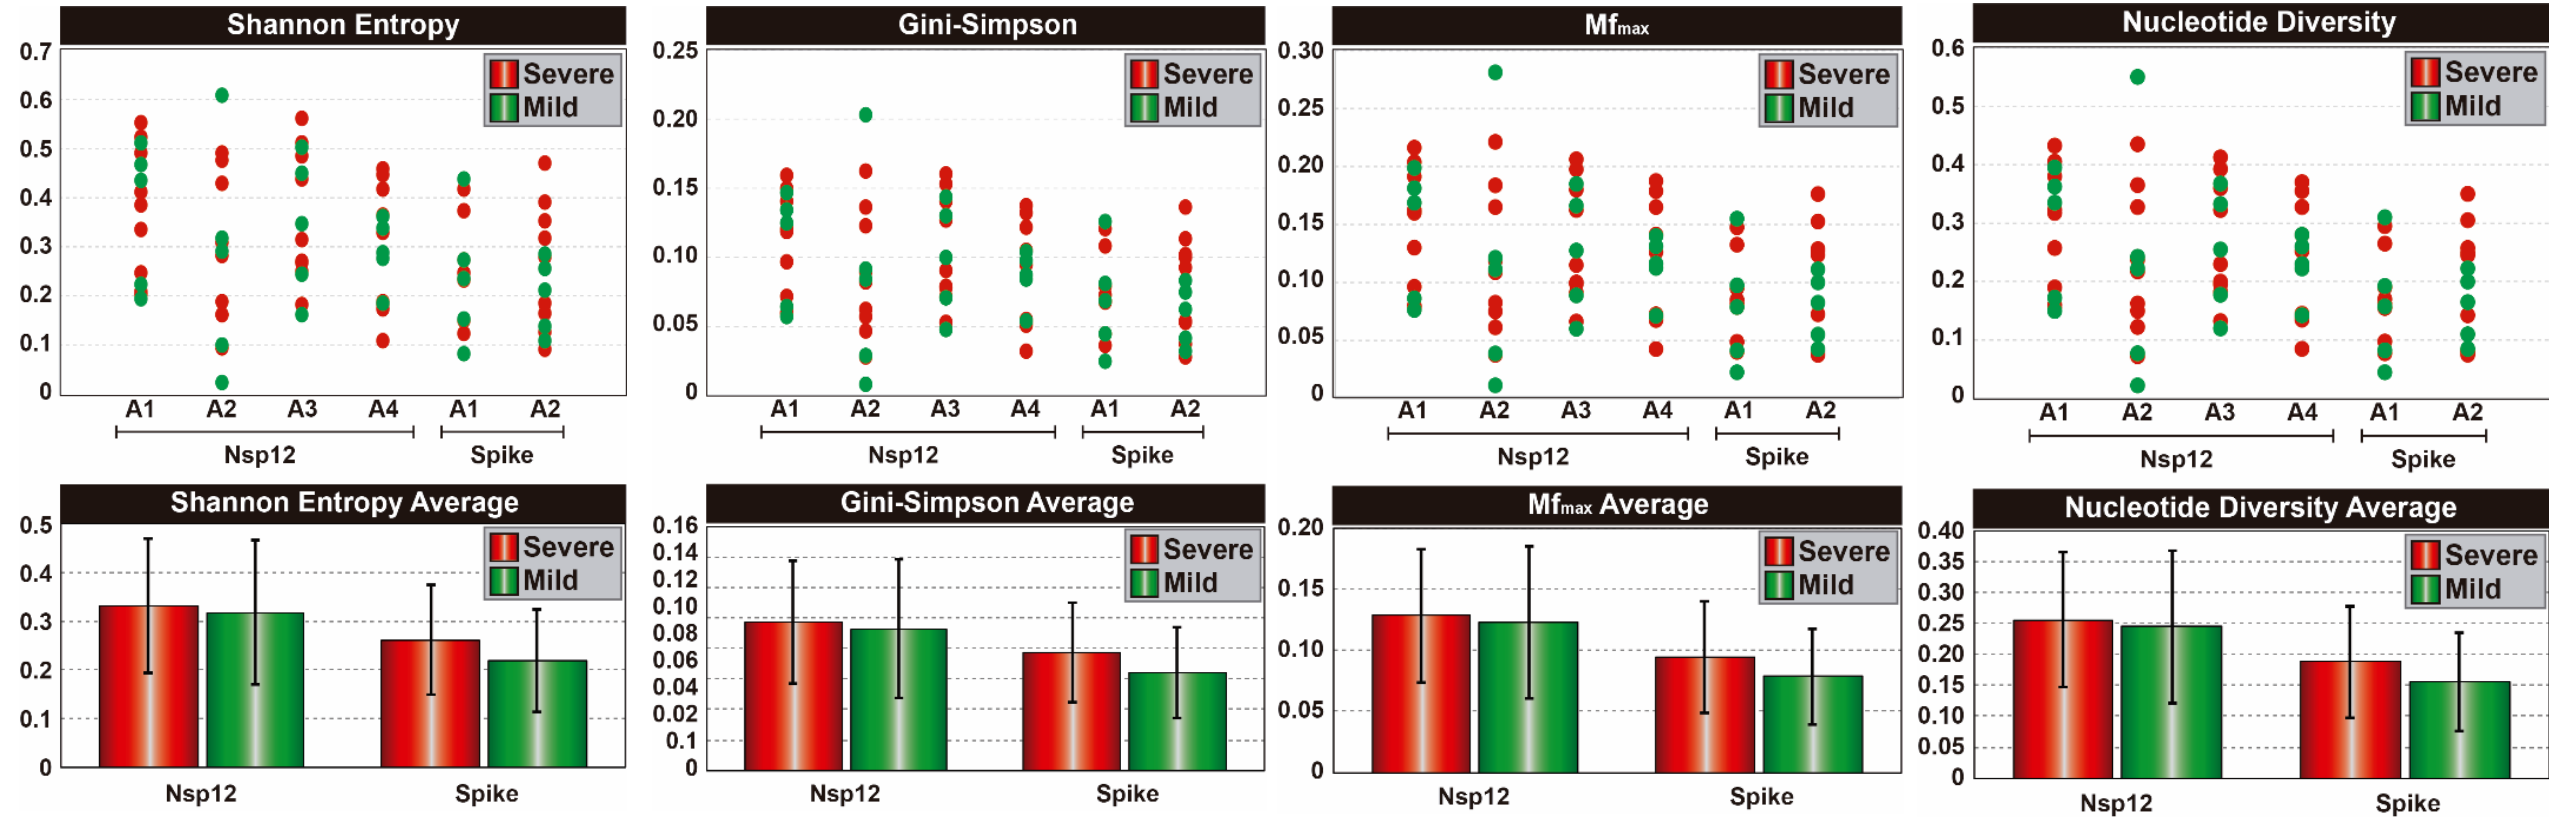 Shannon Entropy
0.7
0.6
0.5
0.4
0.3
0.2
0.1
0
Severe
Mild
A1 A2 A3 A4 A1 A2
Nsp12 Spike
Gini-Simpson
0.25
0.20
0.15
0.10
0.05
0
Severe
Mild
A1 A2 A3 A4 A1 A2
Nsp12 Spike
Mfmax
0.30
0.25
0.20
0.15
0.10
0.05
0
Severe
Mild
A1 A2 A3 A4 A1 A2
Nsp12 Spike
Nucleotide Diversity
0.6
0.5
0.4
0.3
0.2
0.1
0
Severe
Mild
A1 A2 A3 A4 A1 A2
Nsp12 Spike
Shannon Entropy Average
0.5
0.4
0.3
0.2
0.1
0
Severe
Mild
Nsp12 Spike
Gini-Simpson Average
0.16
0.14
0.12
0.10
0.08
0.06
0.04
0.02
0.1
0
Severe
Mild
Nsp12 Spike
Mfmax Average
0.20
0.15
0.10
0.05
0
Severe
Mild
Nsp12 Spike
Nucleotide Diversity Average
0.40
0.35
0.30
0.25
0.20
0.15
0.10
0.05
0
Severe
Mild
Nsp12 Spike